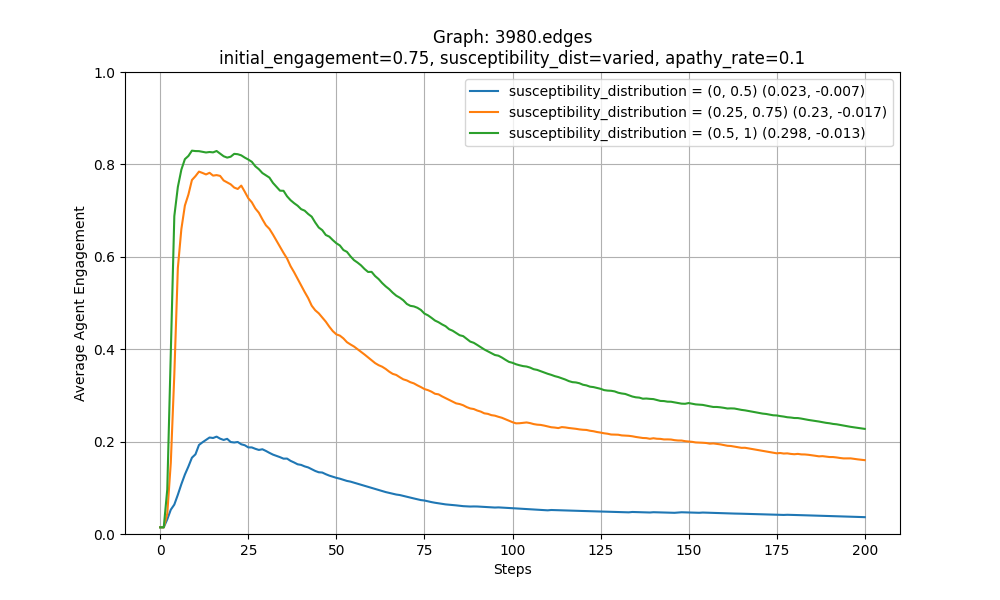 Graph: 3980.edges
initial_engagement=0.75, susceptibility_dist=varied, apathy_rate=0.1
susceptibility_distribution = (0, 0.5) (0.023, -0.007)
susceptibility_distribution = (0.25, 0.75) (0.23, -0.017)
susceptibility_distribution = (0.5, 1) (0.298, -0.013)
Average Agent Engagement
1.0
0.8
0.6
0.4
0.2
0.0
0 25 50 75 100 125 150 175 200
Steps